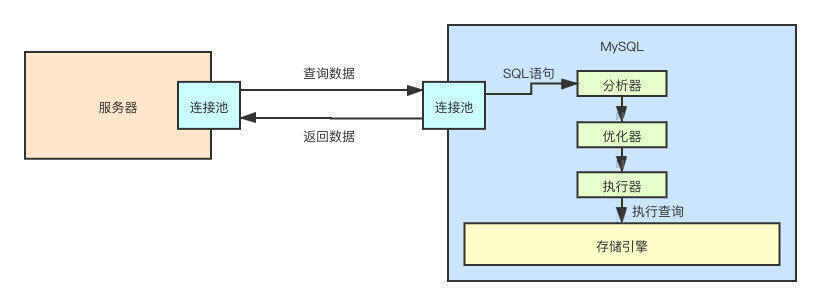 MySQL
查询数据
SQL语句
服务器
连接池
连接池
分析器
返回数据
优化器
执行器
执行查询
存储引擎